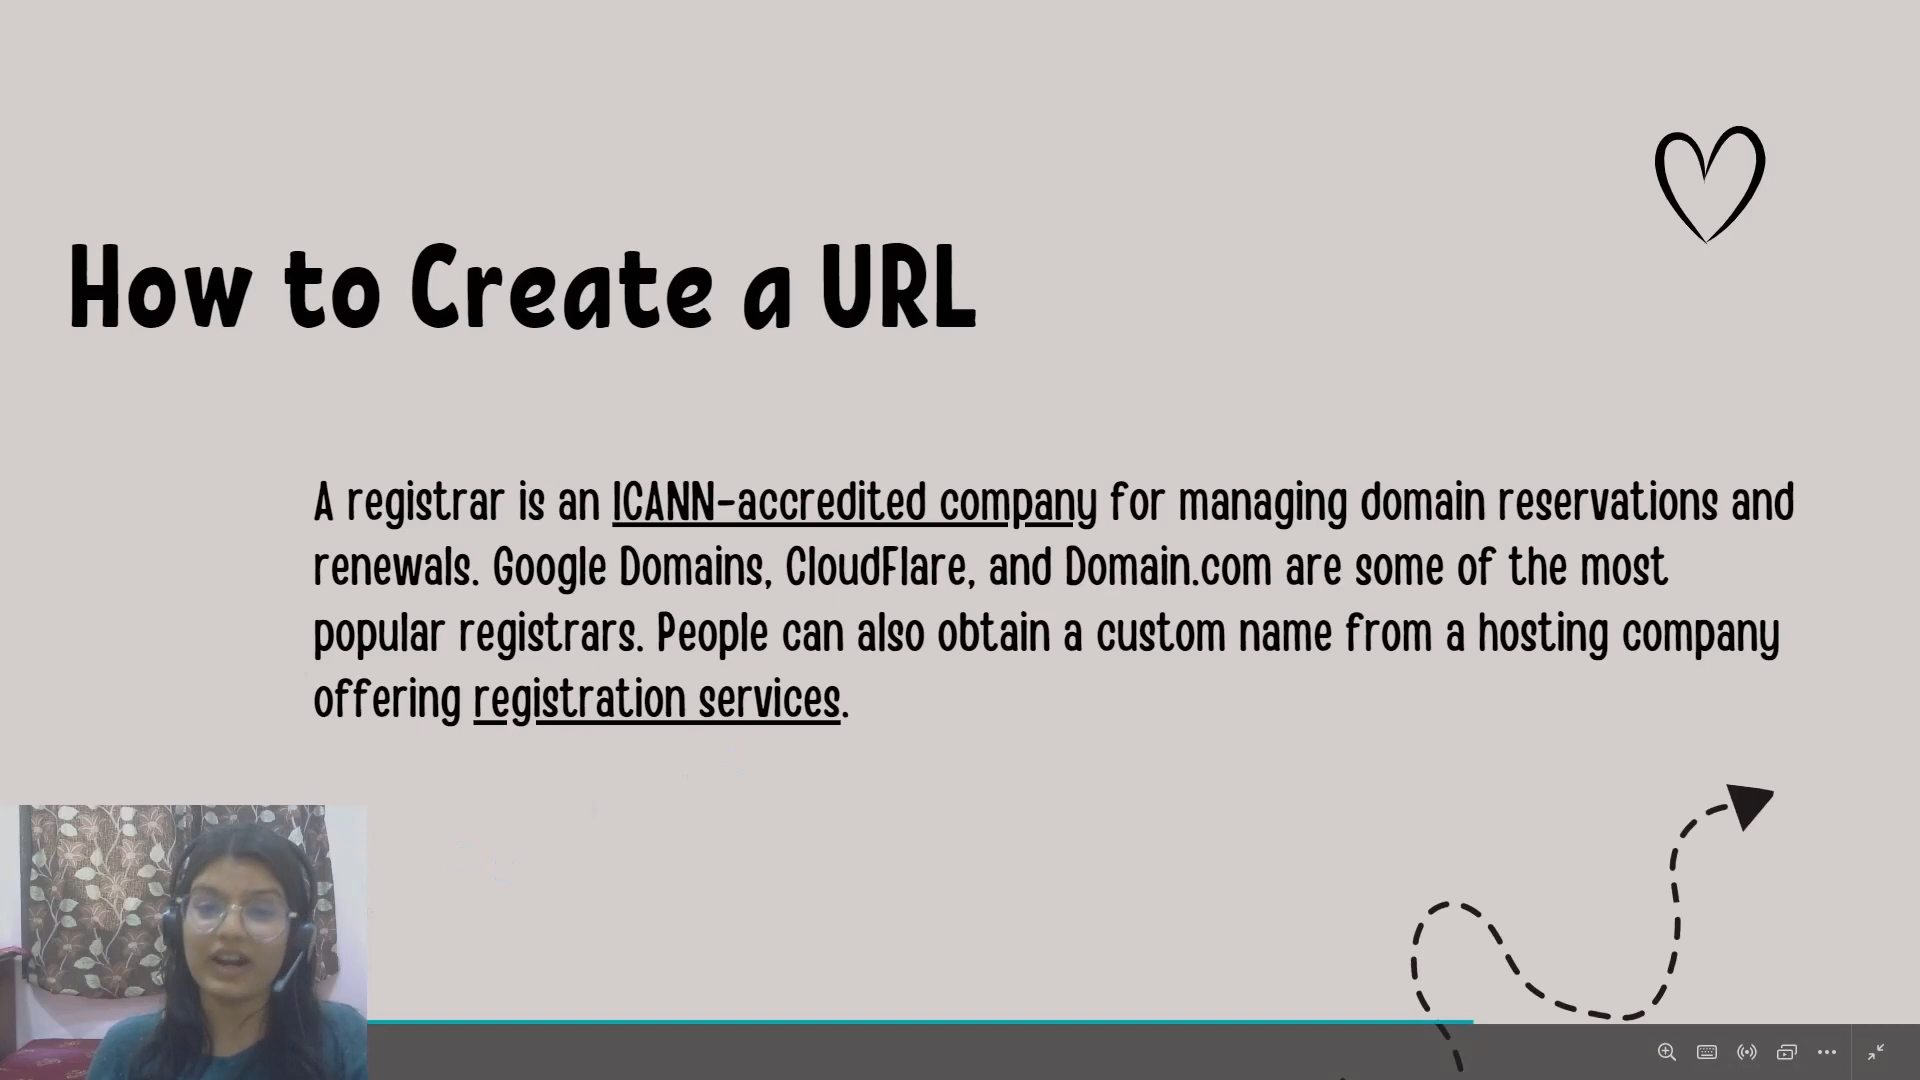 How to Create a URL
A registrar is an ICANN-accredited company for managing domain reservations and
renewals. Google Domains, CloudFlare, and Domain.com are some of the most
popular registrars. People can also obtain a custom name from a hosting company
offering registration services.